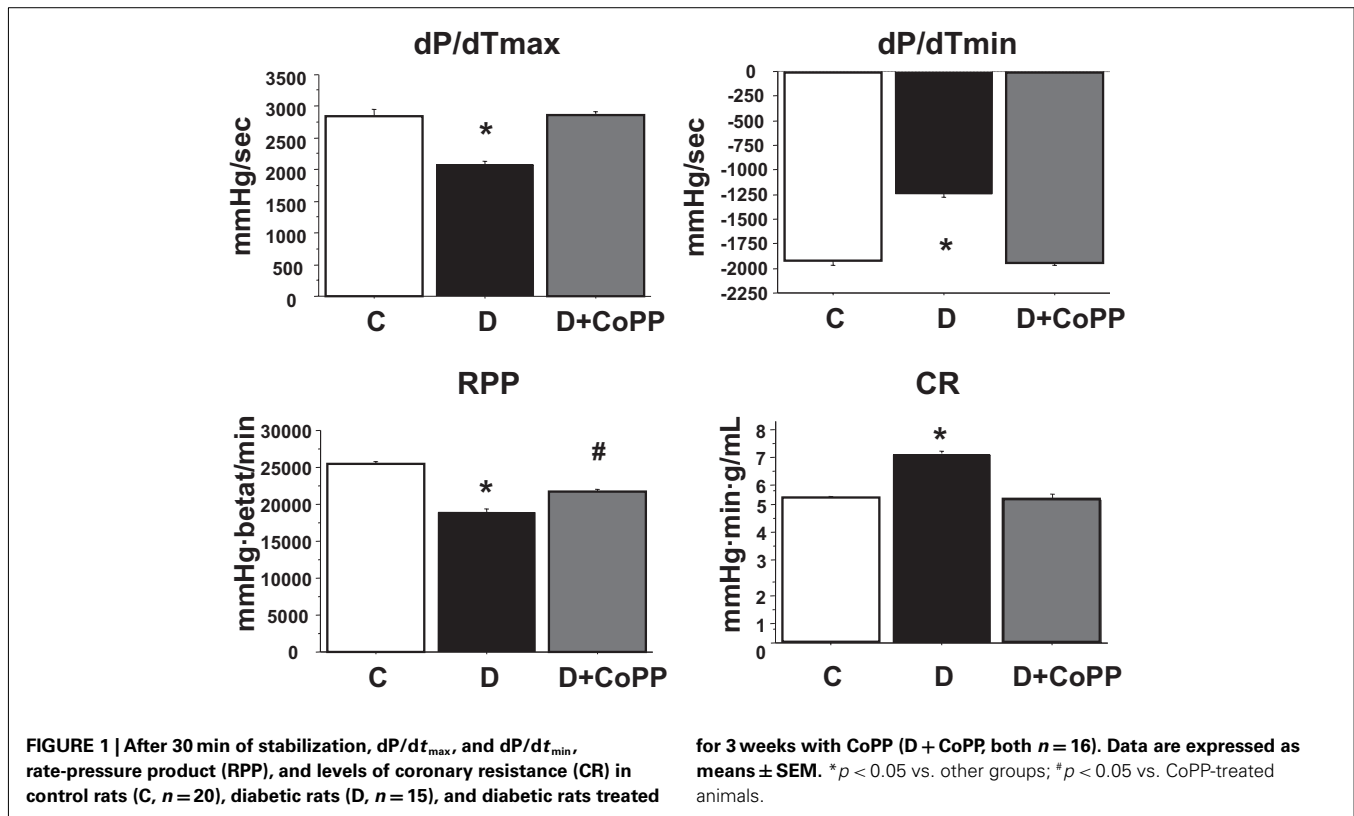 dP/dTmax
mmHg/sec
3500
3000
2500
2000
1500
1000
500
0
*
C D D+CoPP
dP/dTmin
mmHg/sec
0
-250
-500
-750
-1000
-1250
-1500
-1750
-2000
-2250
*
C D D+CoPP
RPP
mmHg·betat/min
30000
25000
20000
15000
10000
5000
0
*
#
C D D+CoPP
CR
mmHg·min·g/mL
8
7
6
5
4
3
2
1
0
*
C D D+CoPP
FIGURE 1 | After 30 min of stabilization, dP/dtmax, and dP/dtmin,
rate-pressure product (RPP), and levels of coronary resistance (CR) in
control rats (C, n = 20), diabetic rats (D, n = 15), and diabetic rats treated
for 3 weeks with CoPP (D + CoPP, both n = 16). Data are expressed as
means ± SEM. *p < 0.05 vs. other groups; #p < 0.05 vs. CoPP-treated
animals.